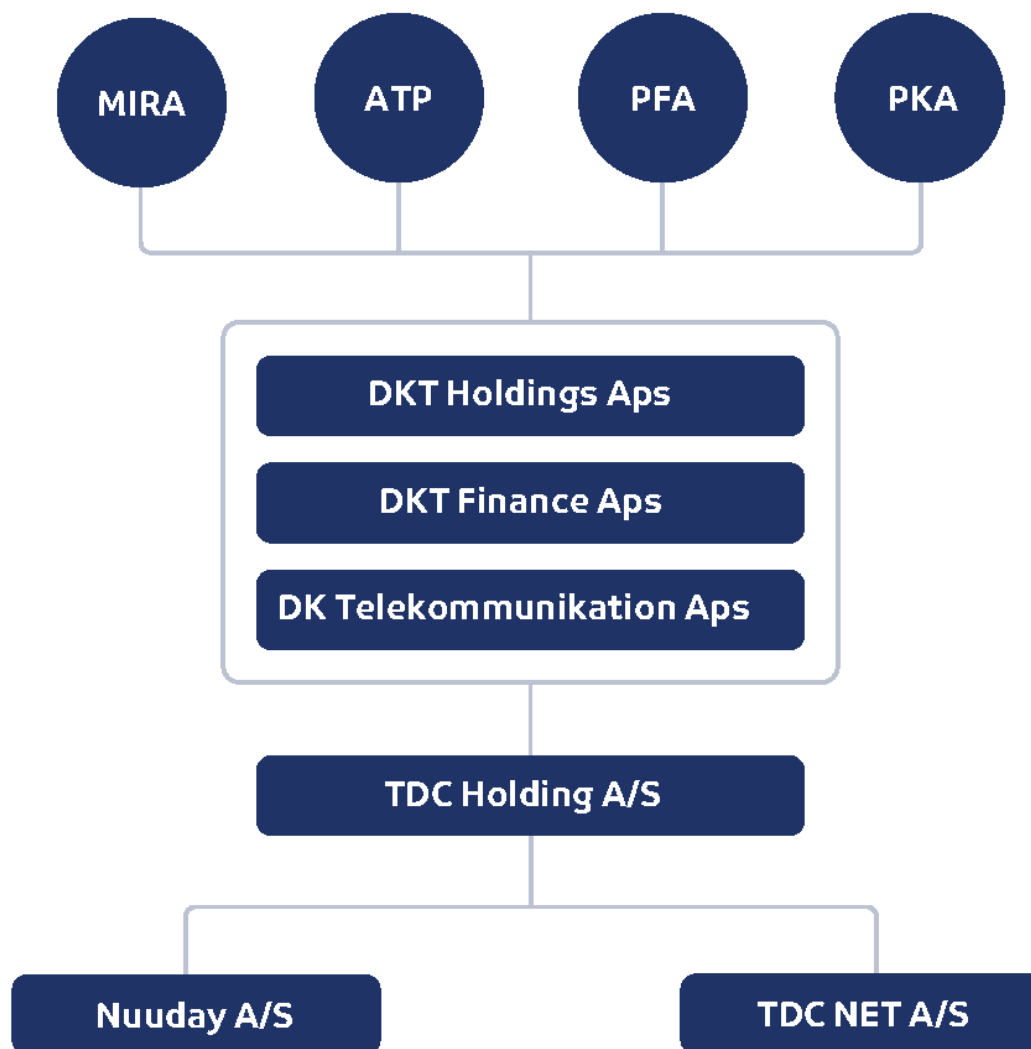 MIRA
ATP
PFA
PKA
DKT Holdings Aps
DKT Finance Aps
DK Telekommunikation Aps
TDC Holding A/S
Nuuday A/S
TDC NET A/S